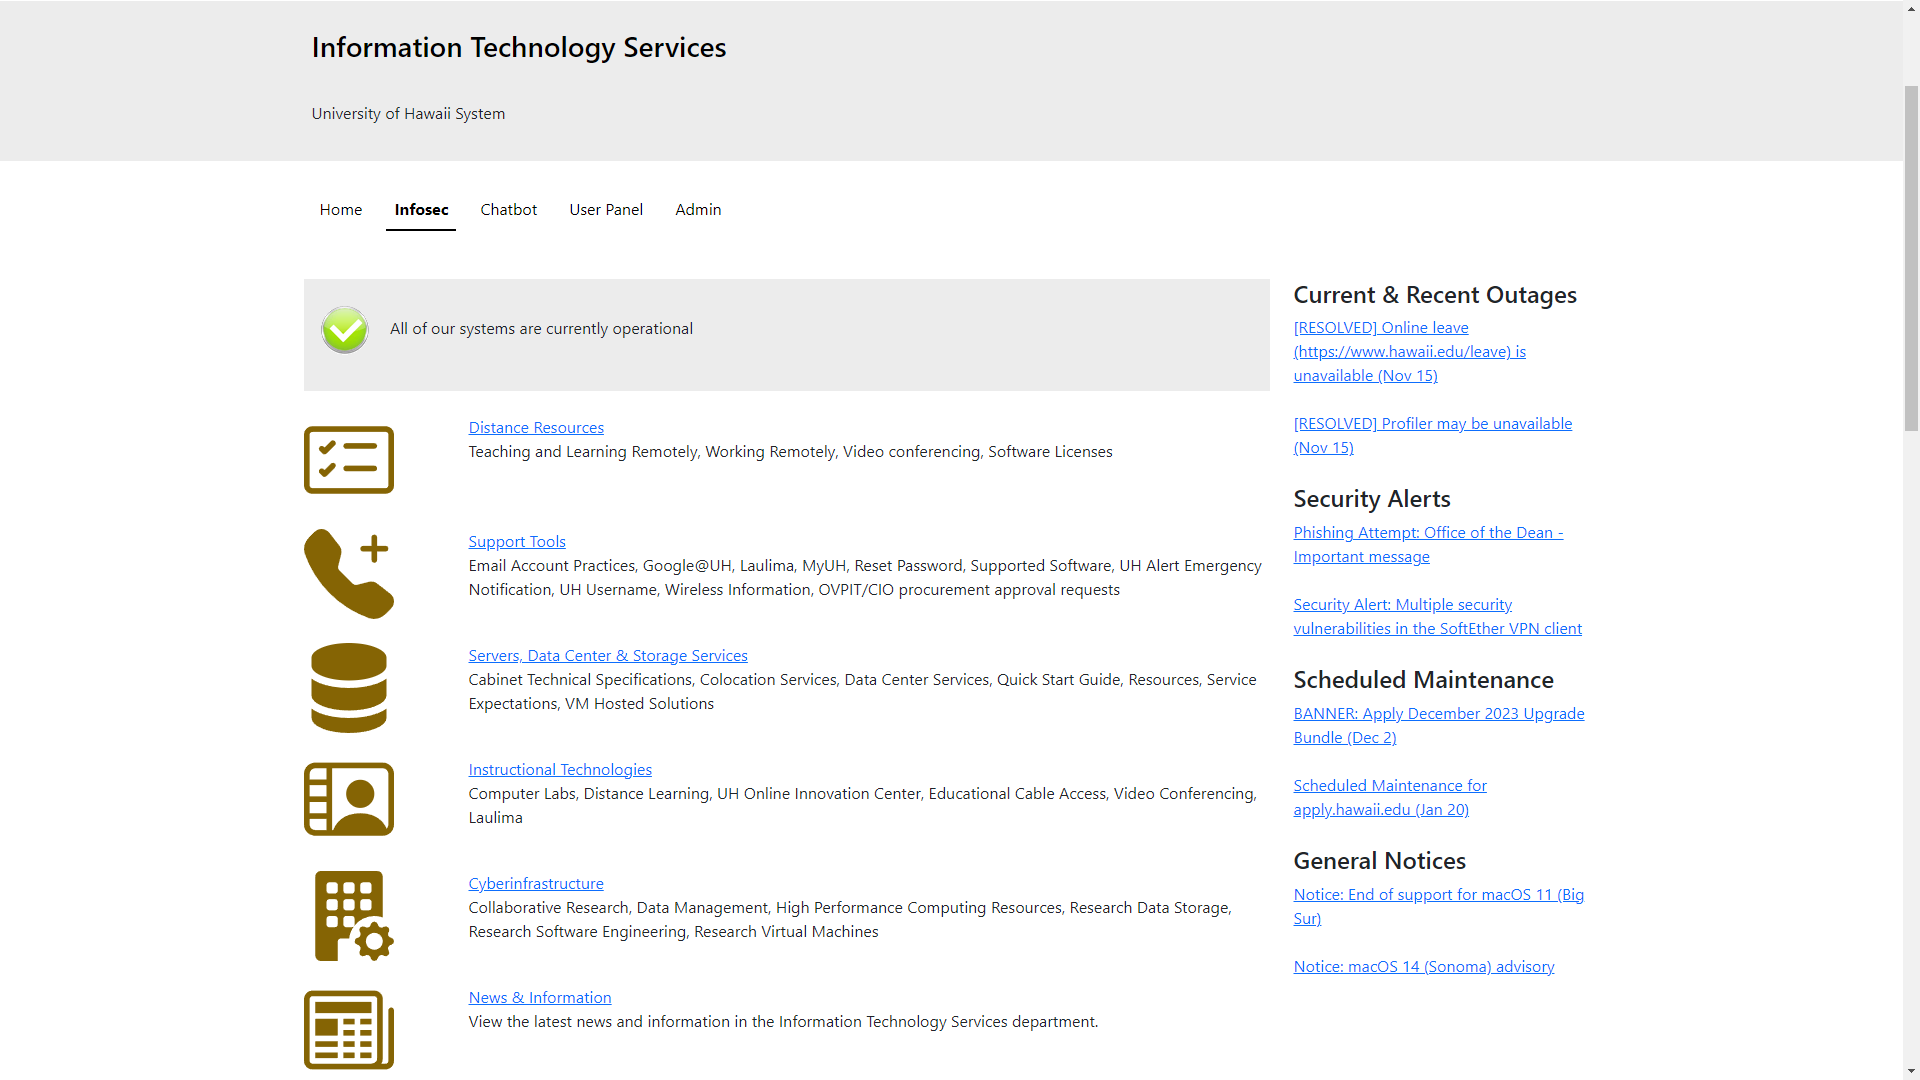 Information Technology Services
University of Hawaii System
Home Infosec Chatbot User Panel Admin
All of our systems are currently operational
Distance Resources
Teaching and Learning Remotely, Working Remotely, Video conferencing, Software Licenses
Support Tools
Email Account Practices, Google@UH, Laulima, MyUH, Reset Password, Supported Software, UH Alert Emergency
Notification, UH Username, Wireless Information, OVPIT/CIO procurement approval requests
Servers, Data Center & Storage Services
Cabinet Technical Specifications, Colocation Services, Data Center Services, Quick Start Guide, Resources, Service
Expectations, VM Hosted Solutions
Instructional Technologies
Computer Labs, Distance Learning, UH Online Innovation Center, Educational Cable Access, Video Conferencing,
Laulima
Cyberinfrastructure
Collaborative Research, Data Management, High Performance Computing Resources, Research Data Storage,
Research Software Engineering, Research Virtual Machines
News & Information
View the latest news and information in the Information Technology Services department.
Current & Recent Outages
[RESOLVED] Online leave
(https://www.hawaii.edu/leave) is
unavailable (Nov 15)
[RESOLVED] Profiler may be unavailable
(Nov 15)
Security Alerts
Phishing Attempt: Office of the Dean -
Important message
Security Alert: Multiple security
vulnerabilities in the SoftEther VPN client
Scheduled Maintenance
BANNER: Apply December 2023 Upgrade
Bundle (Dec 2)
Scheduled Maintenance for
apply.hawaii.edu (Jan 20)
General Notices
Notice: End of support for macOS 11 (Big
Sur)
Notice: macOS 14 (Sonoma) advisory